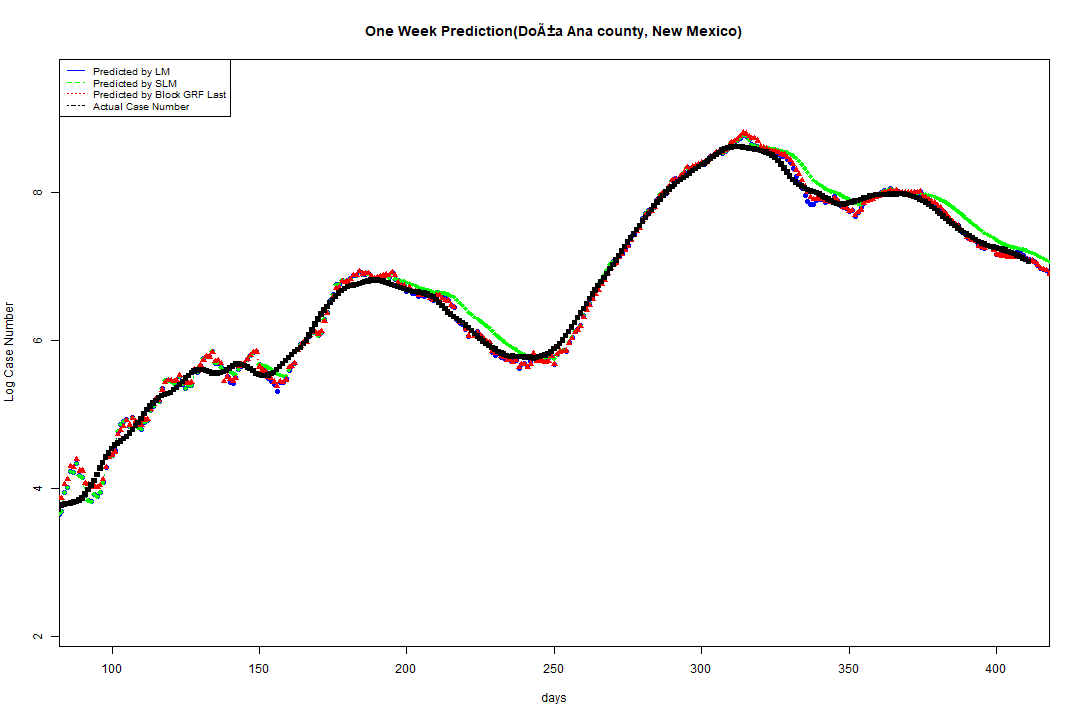 One Week Prediction(DoÃ±a Ana county, New Mexico)
Predicted by LM
Predicted by SLM
Predicted by Block GRF Last
Actual Case Number
Log Case Number
8
6
4
2
100 150 200 250 300 350 400
days